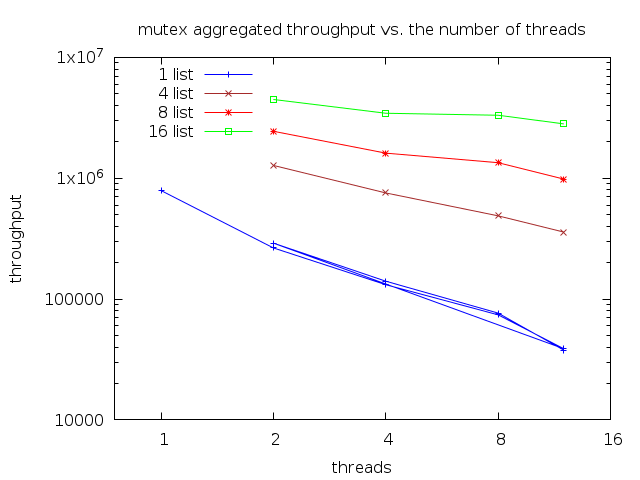 mutex aggregated throughput vs. the number of threads
1x10^7
1 list
4 list
8 list
16 list
1x10^6
throughput
100000
10000
1 2 4 8 16
threads